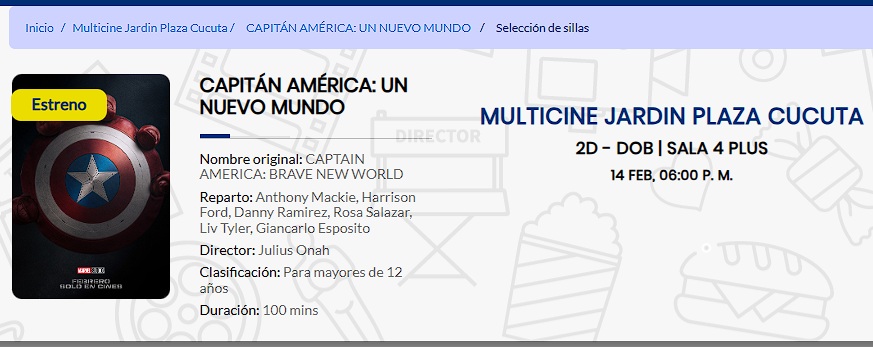 Inicio / Multicine Jardin Plaza Cucuta / CAPITÁN AMÉRICA: UN NUEVO MUNDO / Selección de sillas
Estreno
MARVEL STUDIOS
FEBRERO
SOLO EN CINES
CAPITÁN AMÉRICA: UN
NUEVO MUNDO
Nombre original: CAPTAIN
AMERICA: BRAVE NEW WORLD
Reparto: Anthony Mackie, Harrison
Ford, Danny Ramirez, Rosa Salazar,
Liv Tyler, Giancarlo Esposito
Director: Julius Onah
Clasificación: Para mayores de 12
años
Duración: 100 mins
DIRECTOR
MULTICINE JARDIN PLAZA CUCUTA
2D - DOB | SALA 4 PLUS
14 FEB, 06:00 P. M.